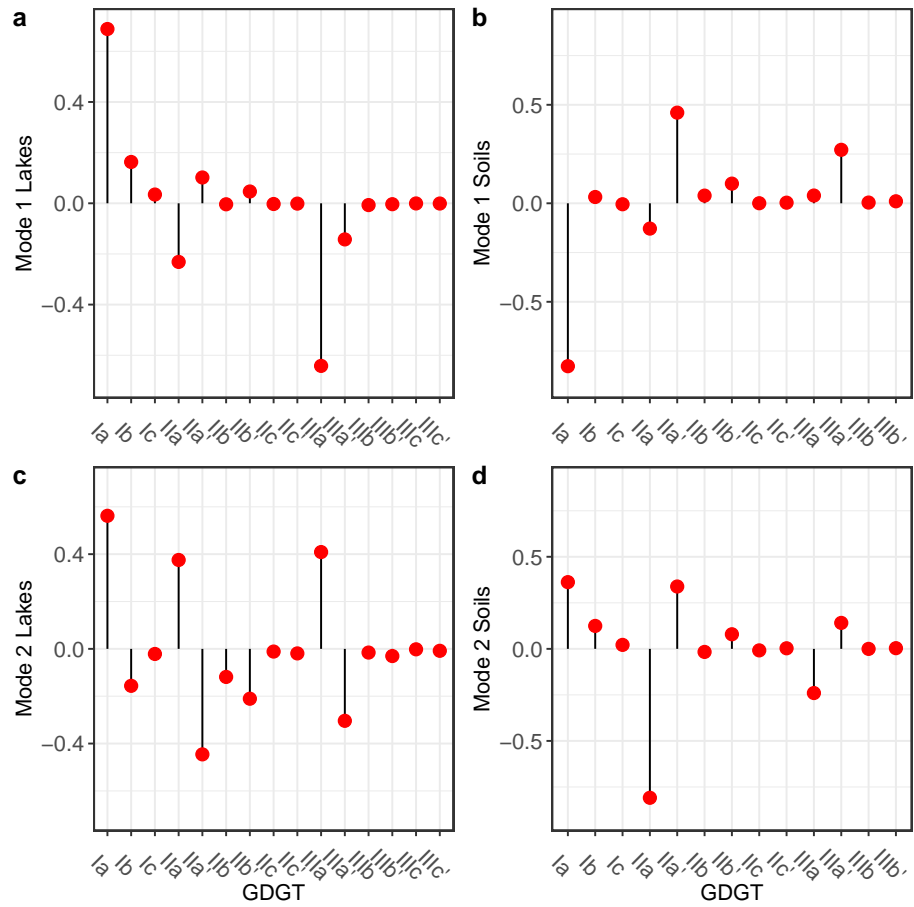 a
Mode 1 Lakes
0.4
0.0
−0.4
Ia Ib Ic IIa IIa' IIb IIb' IIc IIc' IIIa IIIa' IIIb IIIb' IIIc IIIc'
b
Mode 1 Soils
0.5
0.0
−0.5
Ia Ib Ic IIa IIa' IIb IIb' IIc IIc' IIIa IIIa' IIIb IIIb'
c
Mode 2 Lakes
0.4
0.0
−0.4
Ia Ib Ic IIa IIa' IIb IIb' IIc IIc' IIIa IIIa' IIIb IIIb' IIIc IIIc'
GDGT
d
Mode 2 Soils
0.5
0.0
−0.5
Ia Ib Ic IIa IIa' IIb IIb' IIc IIc' IIIa IIIa' IIIb IIIb'
GDGT